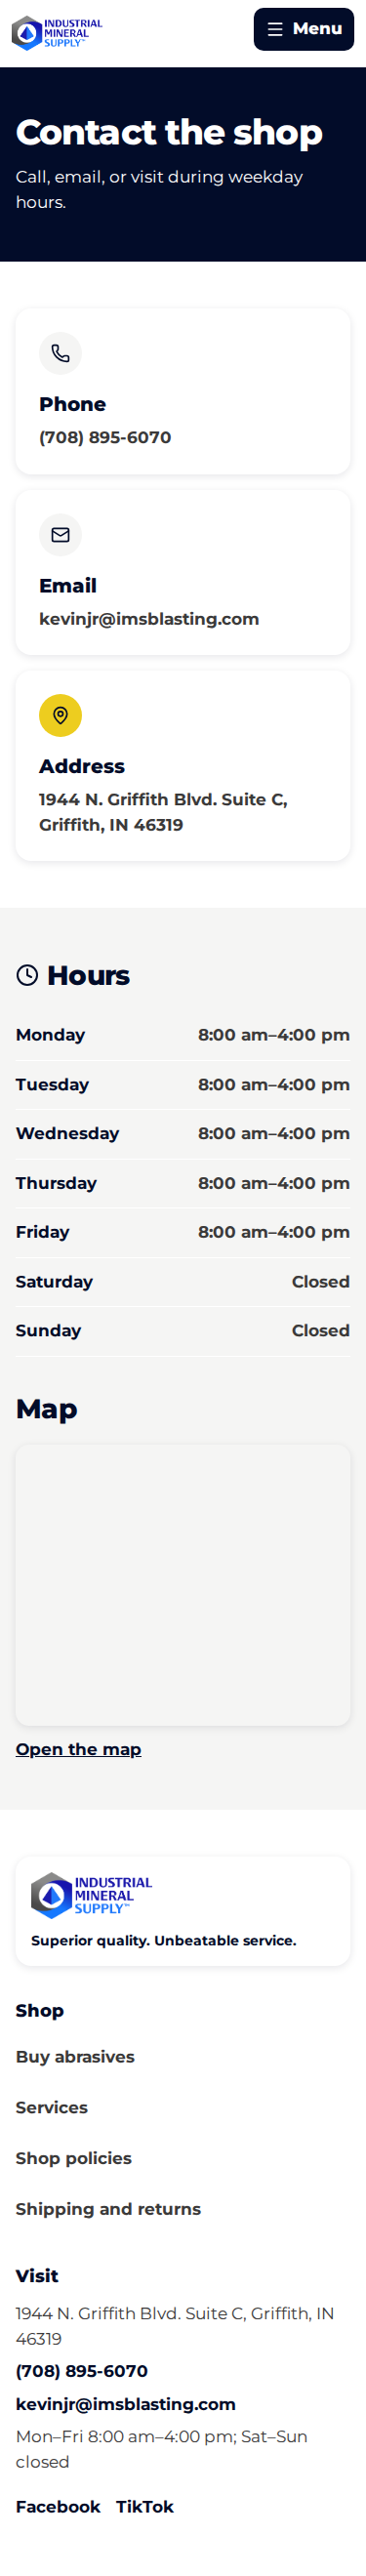 INDUSTRIAL
MINERAL
SUPPLY™
Menu
Contact the shop
Call, email, or visit during weekday
hours.
Phone
(708) 895-6070
Email
kevinjr@imsblasting.com
Address
1944 N. Griffith Blvd. Suite C,
Griffith, IN 46319
Hours
Monday 8:00 am–4:00 pm
Tuesday 8:00 am–4:00 pm
Wednesday 8:00 am–4:00 pm
Thursday 8:00 am–4:00 pm
Friday 8:00 am–4:00 pm
Saturday Closed
Sunday Closed
Map
Open the map
INDUSTRIAL
MINERAL
SUPPLY™
Superior quality. Unbeatable service.
Shop
Buy abrasives
Services
Shop policies
Shipping and returns
Visit
1944 N. Griffith Blvd. Suite C, Griffith, IN
46319
(708) 895-6070
kevinjr@imsblasting.com
Mon–Fri 8:00 am–4:00 pm; Sat–Sun
closed
Facebook TikTok